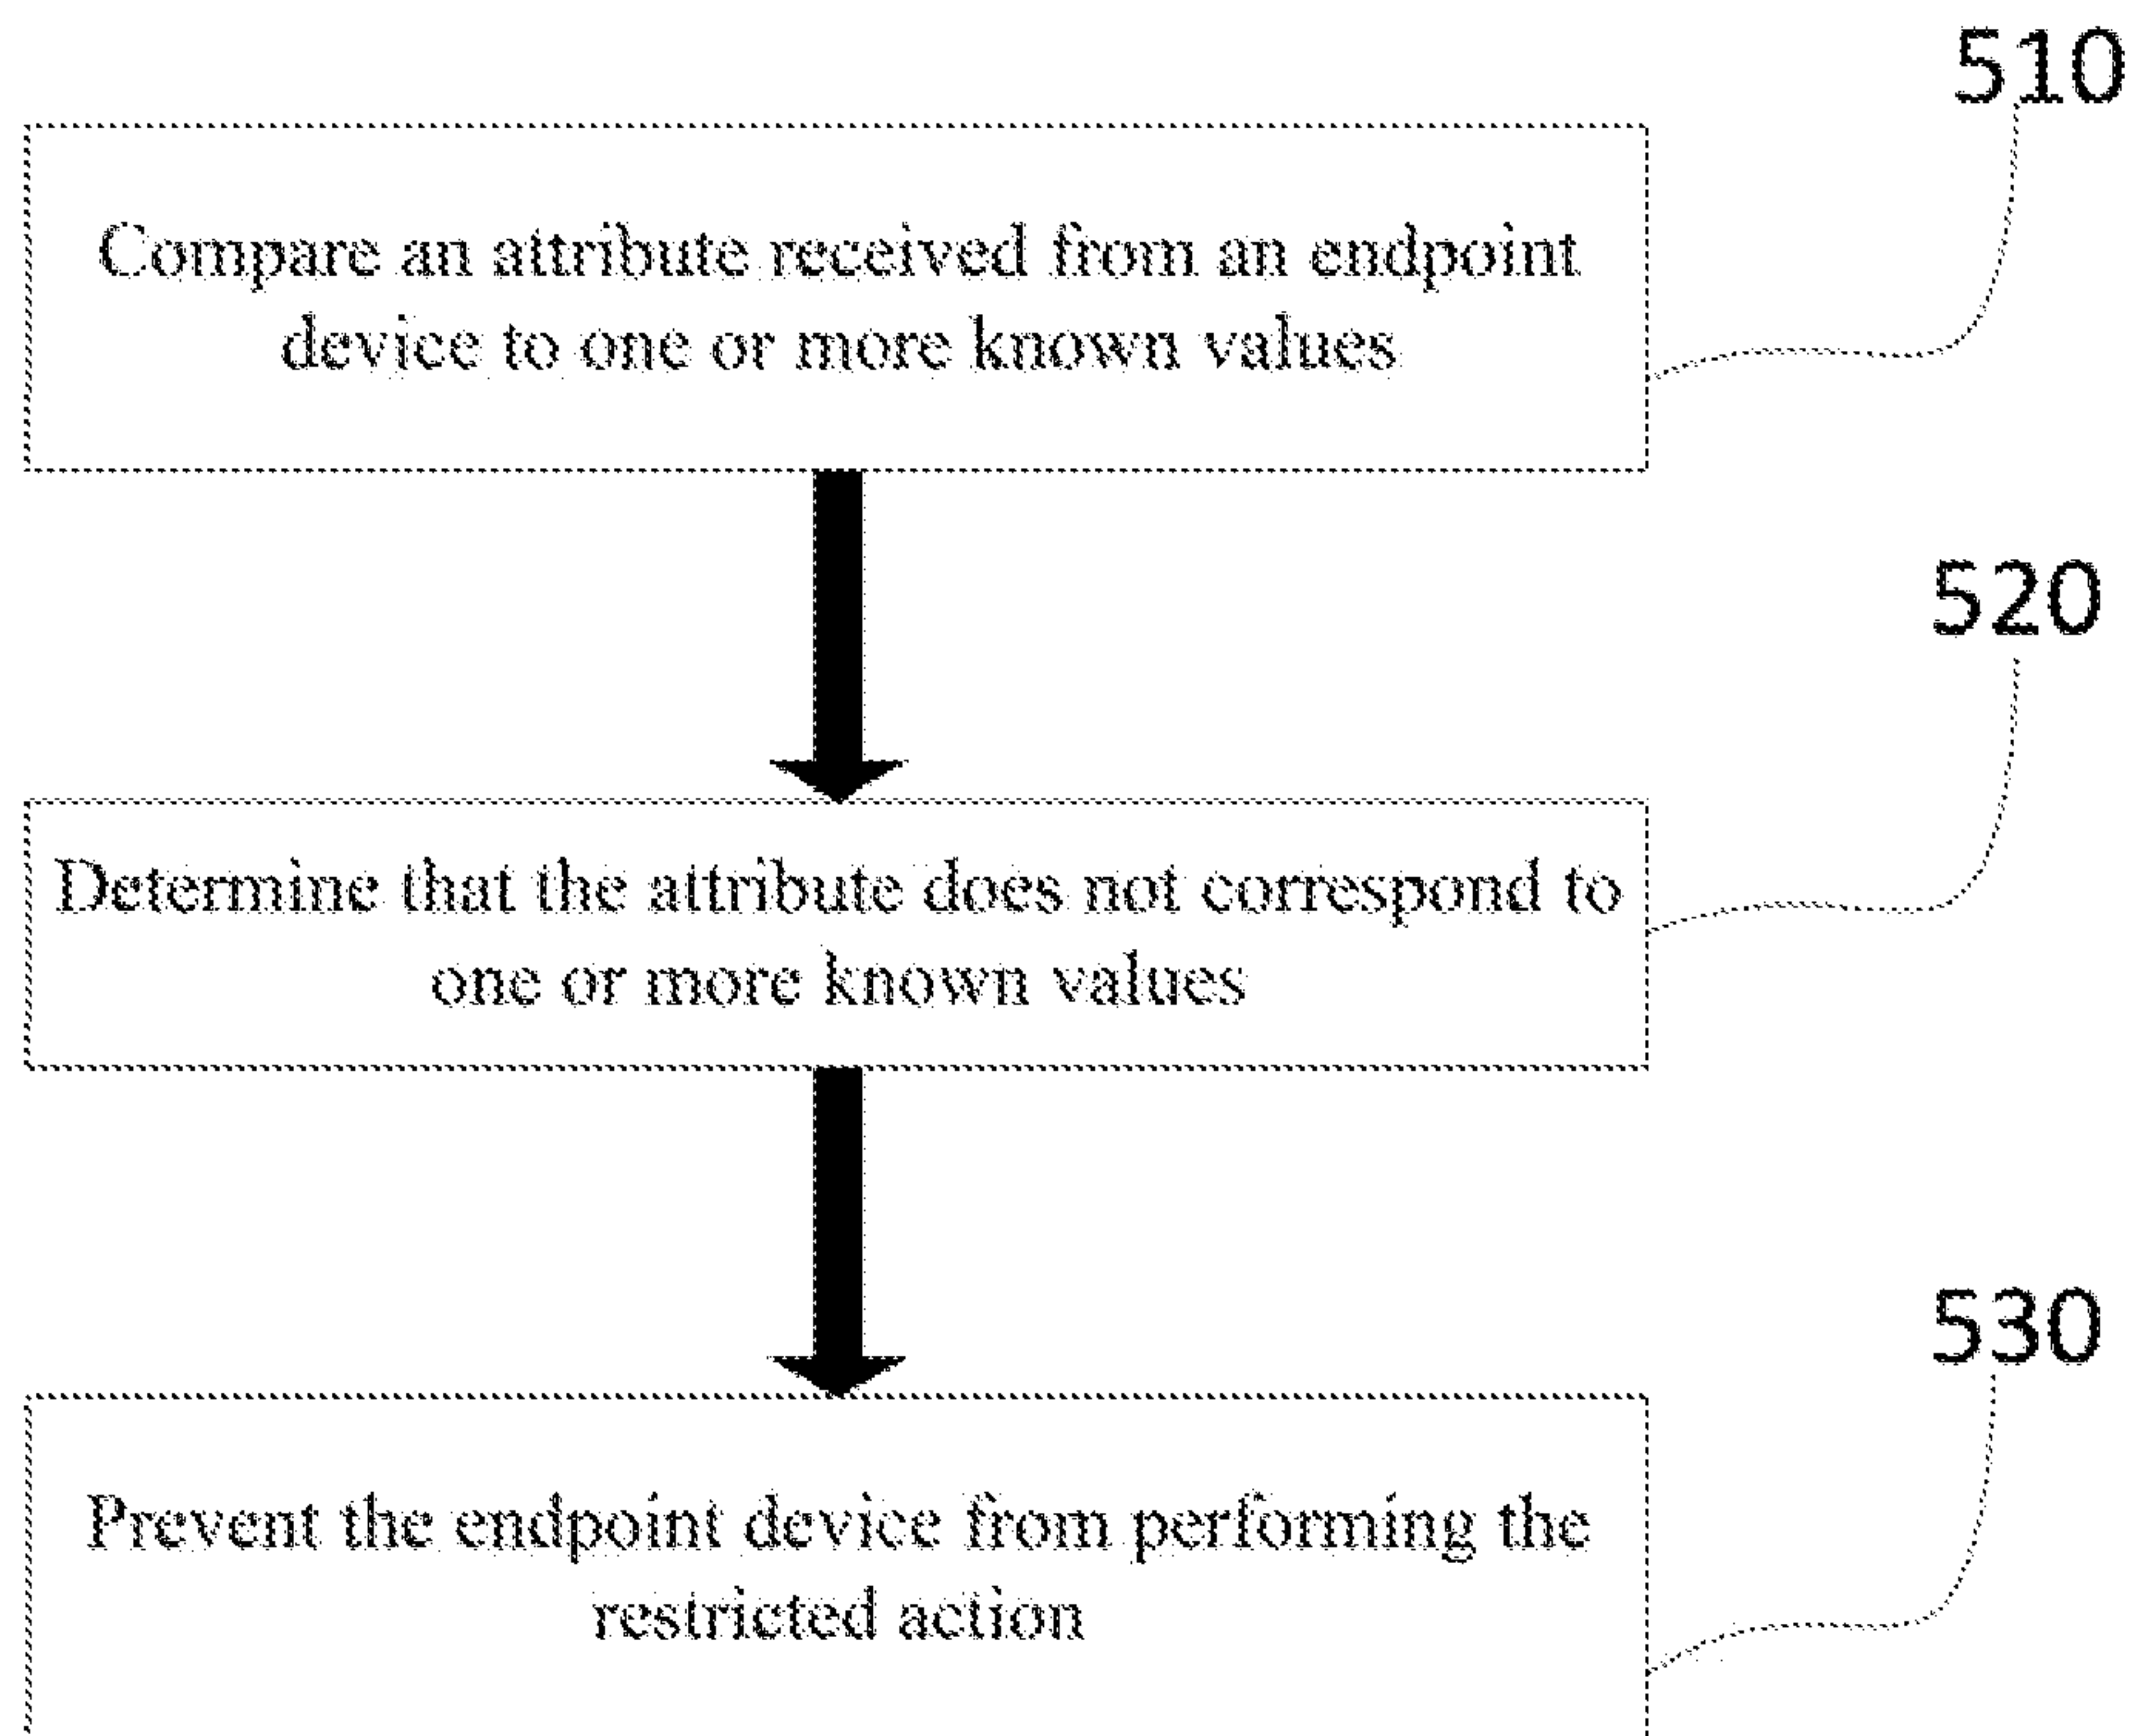 510
Compare an attribute received from an endpoint
device to one or more known values
520
Determine that the attribute does not correspond to
one or more known values
530
Prevent the endpoint device from performing the
restricted action